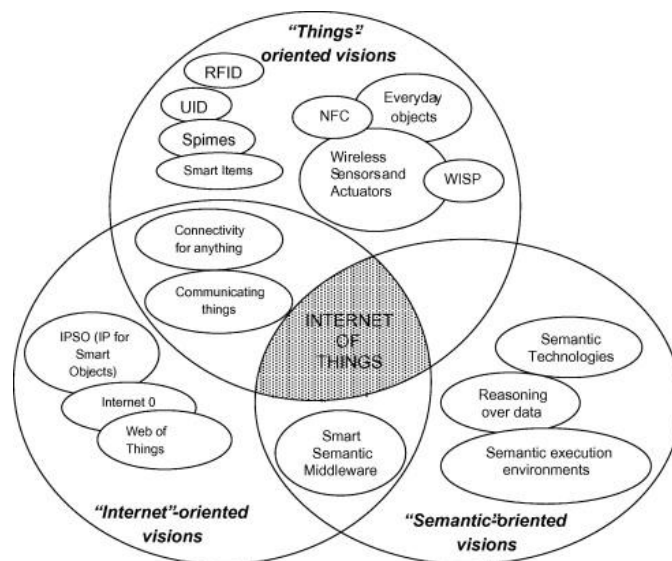 “Things”-
oriented visions
RFID
UID
Spimes
Smart Items
Everyday
objects
NFC
Wireless
Sensors and
Actuators
WISP
Connectivity
for anything
Communicating
things
INTERNET
OF
THINGS
IPSO (IP for
Smart
Objects)
Internet 0
Web of
Things
Semantic
Technologies
Reasoning
over data
Semantic execution
environments
Smart
Semantic
Middleware
“Internet”-oriented
visions
“Semantic”-oriented
visions